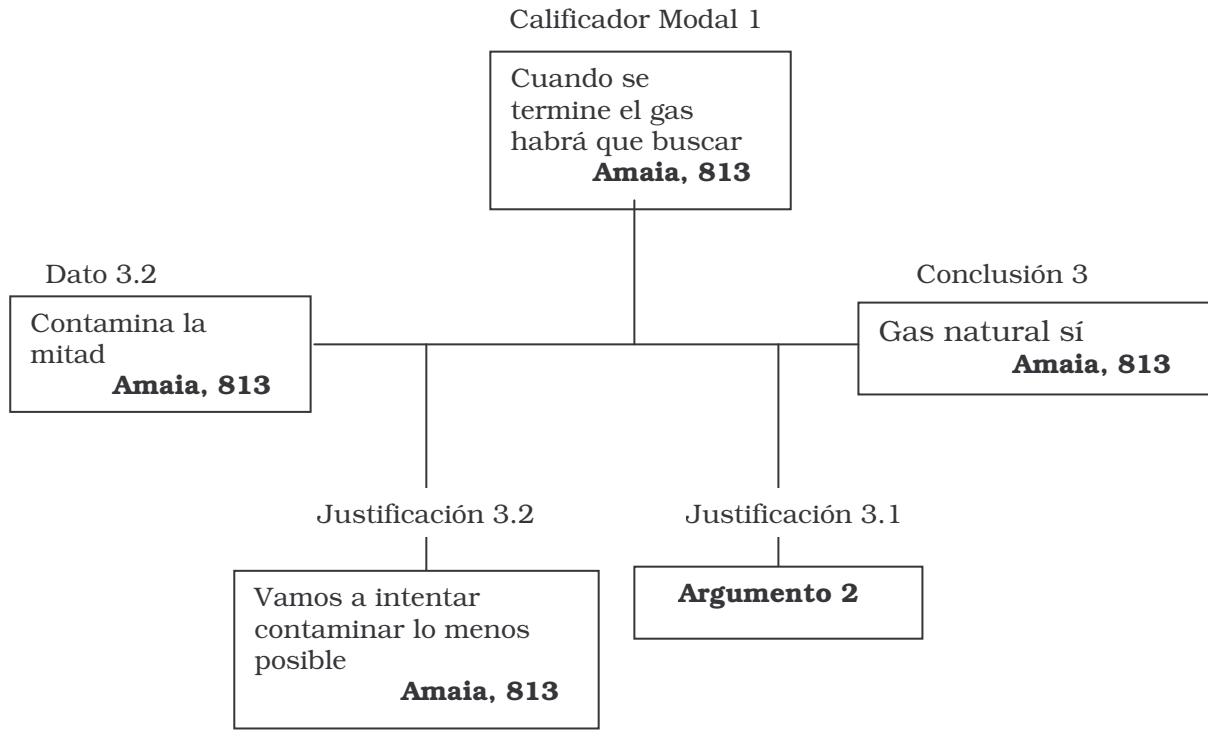 Calificador Modal 1
Cuando se
termine el gas
habrá que buscar
Amaia, 813
Dato 3.2
Contamina la
mitad
Amaia, 813
Conclusión 3
Gas natural sí
Amaia, 813
Justificación 3.2
Vamos a intentar
contaminar lo menos
posible
Amaia, 813
Justificación 3.1
Argumento 2